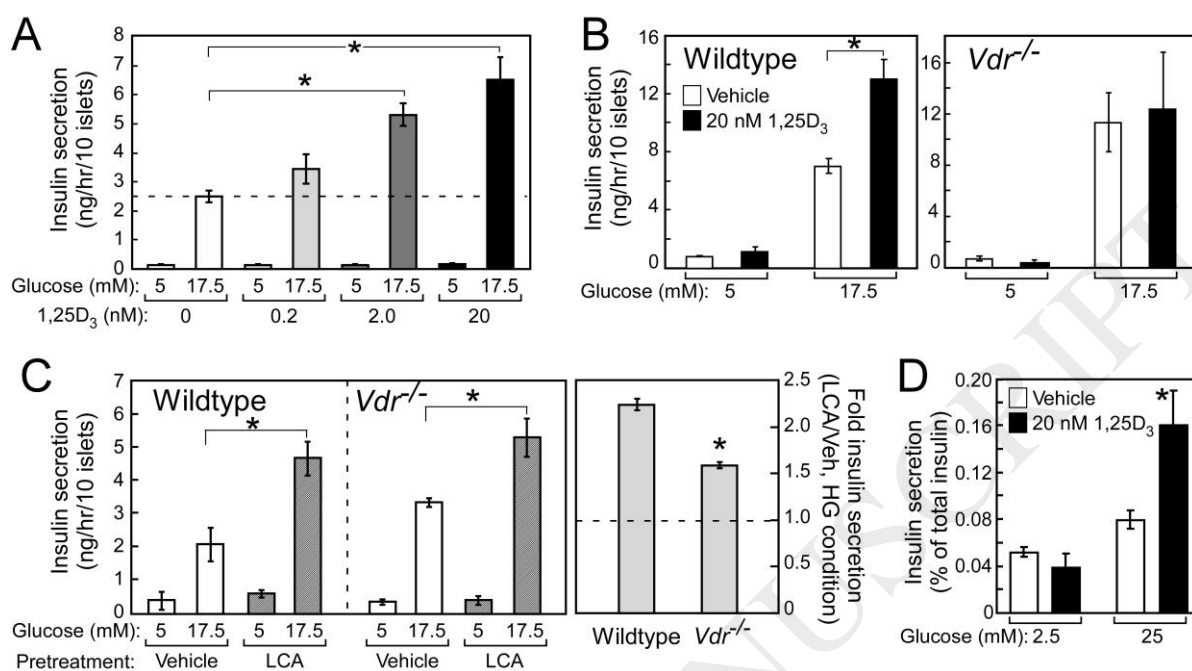 A
Insulin secretion
(ng/hr/10 islets)
8
7
6
5
4
3
2
1
0
*
*
Glucose (mM): 5 17.5 5 17.5 5 17.5 5 17.5
1,25D3 (nM): 0 0.2 2.0 20
B
Insulin secretion
(ng/hr/10 islets)
16
12
8
4
0
Wildtype
*
Vehicle
20 nM 1,25D3
Vdr-/-
16
12
8
4
0
Glucose (mM): 5 17.5 5 17.5
C
Insulin secretion
(ng/hr/10 islets)
7
6
5
4
3
2
1
0
Wildtype
*
Vdr-/-
*
Glucose (mM): 5 17.5 5 17.5 5 17.5 5 17.5
Pretreatment: Vehicle LCA Vehicle LCA
*
2.5
2.0
1.5
1.0
0.5
0
Fold insulin secretion
(LCA/Veh, HG condition)
Wildtype Vdr-/-
D
Insulin secretion
(% of total insulin)
0.20
0.16
0.12
0.08
0.04
0
Vehicle
20 nM 1,25D3
*
Glucose (mM): 2.5 25
NUSCRIPT